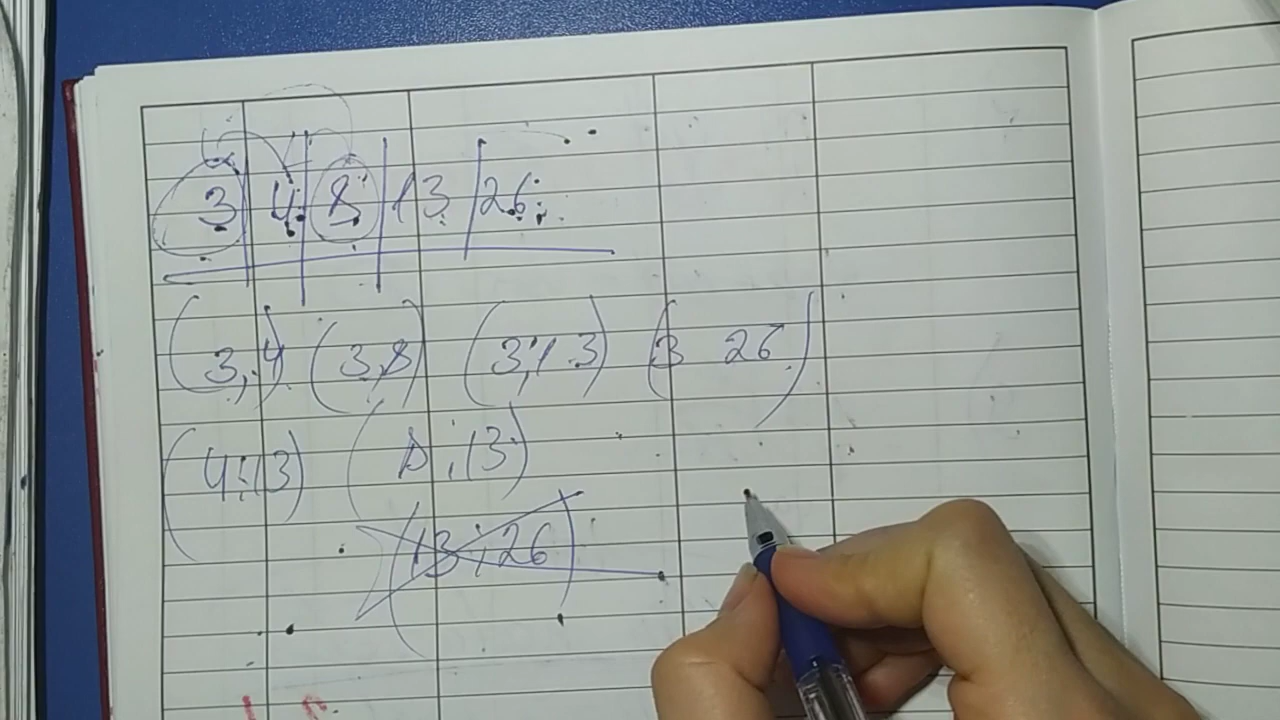 3 | 4 | 8 | 13 | 26
(3,4) (3,8) (3,13) (3 26)
(4;13) (8,13)
(13;26)